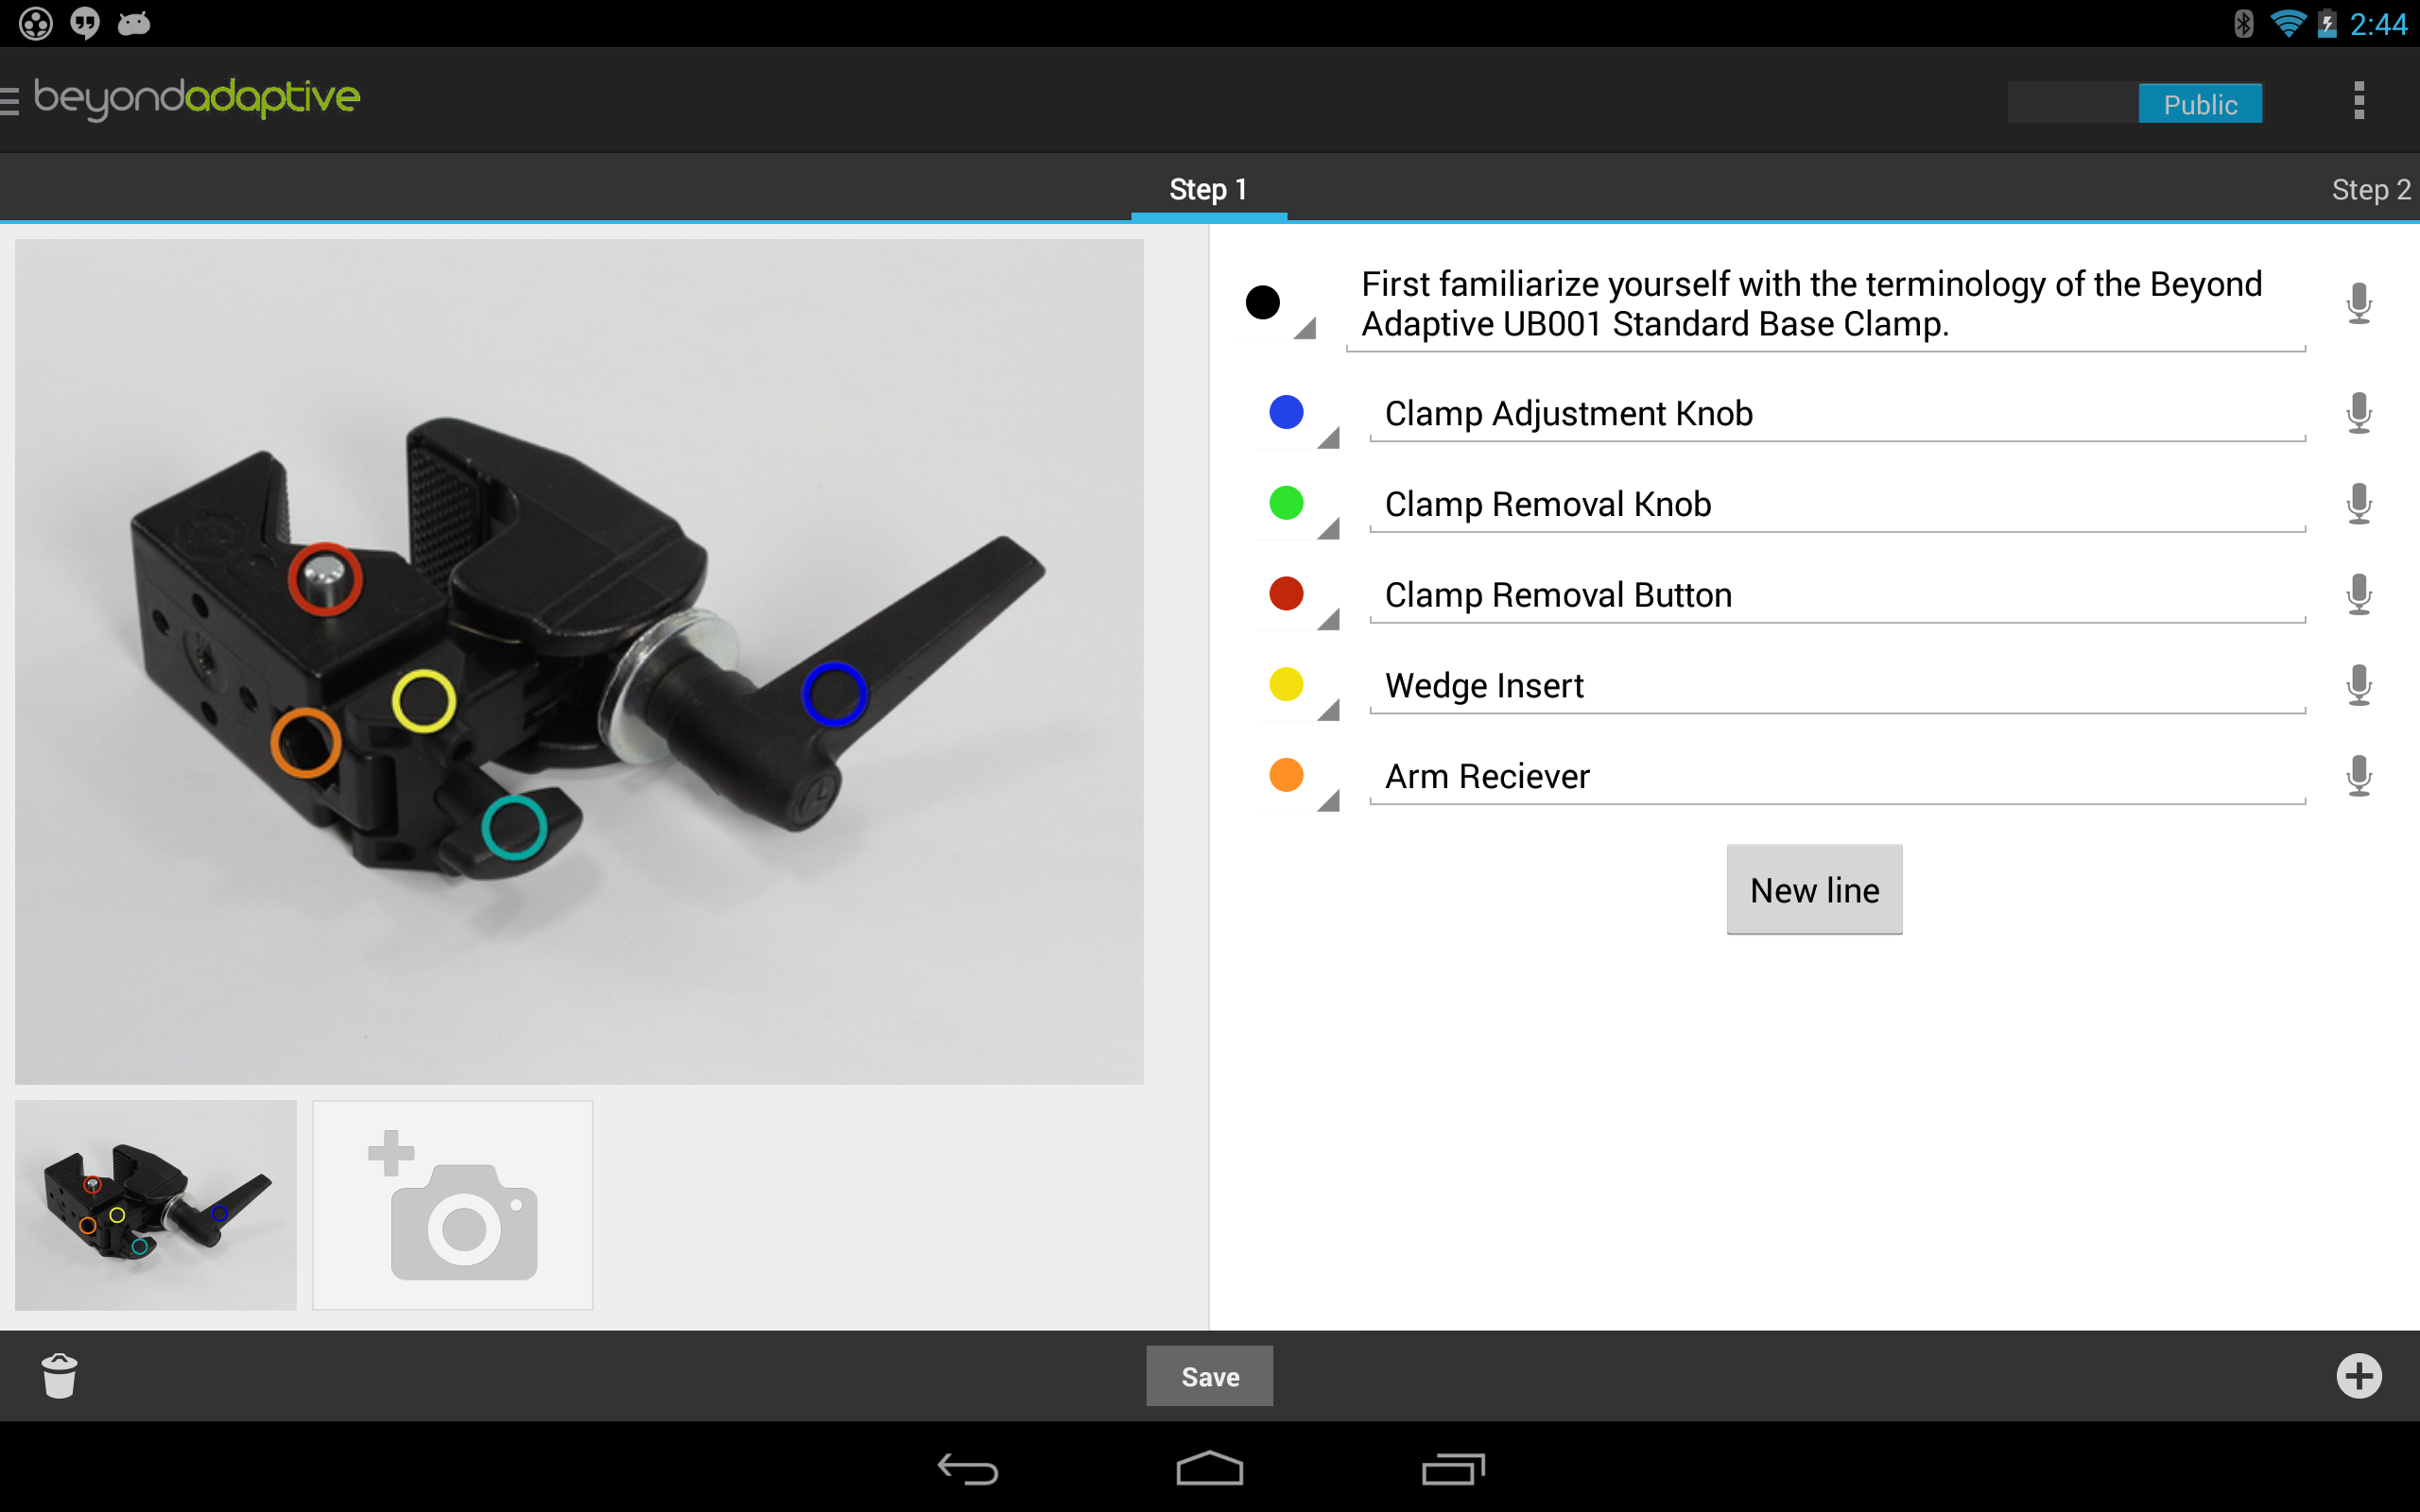 2:44
beyondadaptive
Public
Step 1
Step 2
First familiarize yourself with the terminology of the Beyond
Adaptive UB001 Standard Base Clamp.
Clamp Adjustment Knob
Clamp Removal Knob
Clamp Removal Button
Wedge Insert
Arm Reciever
New line
Save